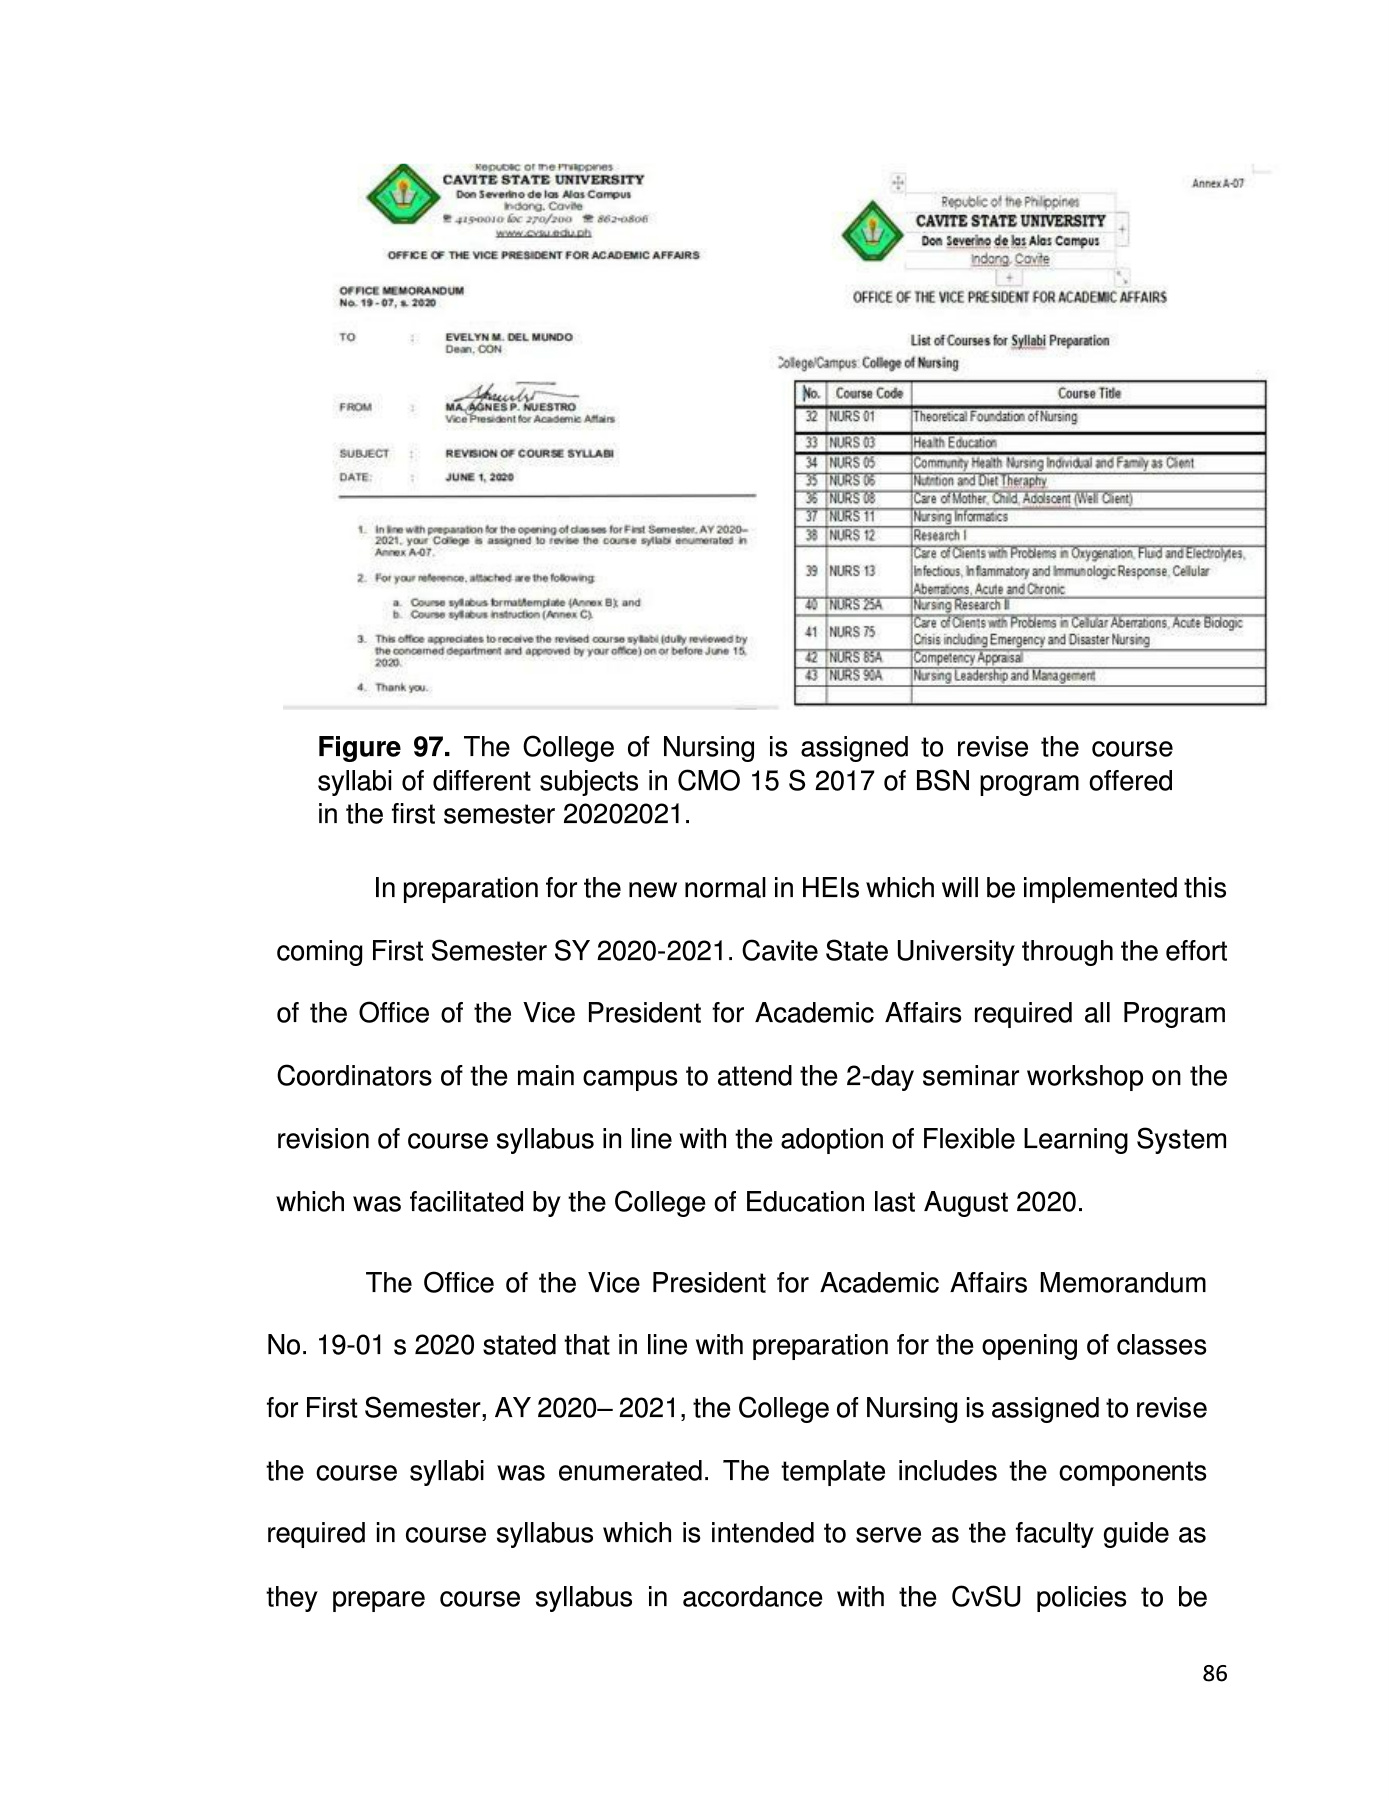 Republic of the Philippines
CAVITE STATE UNIVERSITY
Don Severino de las Alas Campus
Indang, Cavite
☎ 415-0010 loc 270/200 ☎ 862-0806
www.cvsu.edu.ph
OFFICE OF THE VICE PRESIDENT FOR ACADEMIC AFFAIRS
OFFICE MEMORANDUM
No. 19 - 07, s. 2020
TO : EVELYN M. DEL MUNDO
Dean, CON
FROM : MA. AGNES P. NUESTRO
Vice President for Academic Affairs
SUBJECT : REVISION OF COURSE SYLLABI
DATE: : JUNE 1, 2020
1. In line with preparation for the opening of classes for First Semester, AY 2020–
2021, your College is assigned to revise the course syllabi enumerated in
Annex A-07.
2. For your reference, attached are the following:
a. Course syllabus format/template (Annex B); and
b. Course syllabus instruction (Annex C).
3. This office appreciates to receive the revised course syllabi (duly reviewed by
the concerned department and approved by your office) on or before June 15,
2020.
4. Thank you.
Annex A-07
Republic of the Philippines
CAVITE STATE UNIVERSITY
Don Severino de las Alas Campus
Indang, Cavite
OFFICE OF THE VICE PRESIDENT FOR ACADEMIC AFFAIRS
List of Courses for Syllabi Preparation
College/Campus: College of Nursing
No. Course Code Course Title
32 NURS 01 Theoretical Foundation of Nursing
33 NURS 03 Health Education
34 NURS 05 Community Health Nursing Individual and Family as Client
35 NURS 06 Nutrition and Diet Theraphy
36 NURS 08 Care of Mother, Child, Adolscent (Well Client)
37 NURS 11 Nursing Informatics
38 NURS 12 Research I
39 NURS 13 Care of Clients with Problems in Oxygenation, Fluid and Electrolytes,
Infectious, Inflammatory and Immunologic Response, Cellular
Aberrations, Acute and Chronic
40 NURS 25A Nursing Research II
41 NURS 75 Care of Clients with Problems in Cellular Aberrations, Acute Biologic
Crisis including Emergency and Disaster Nursing
42 NURS 85A Competency Appraisal
43 NURS 90A Nursing Leadership and Management
Figure 97. The College of Nursing is assigned to revise the course
syllabi of different subjects in CMO 15 S 2017 of BSN program offered
in the first semester 20202021.
In preparation for the new normal in HEIs which will be implemented this
coming First Semester SY 2020-2021. Cavite State University through the effort
of the Office of the Vice President for Academic Affairs required all Program
Coordinators of the main campus to attend the 2-day seminar workshop on the
revision of course syllabus in line with the adoption of Flexible Learning System
which was facilitated by the College of Education last August 2020.
The Office of the Vice President for Academic Affairs Memorandum
No. 19-01 s 2020 stated that in line with preparation for the opening of classes
for First Semester, AY 2020– 2021, the College of Nursing is assigned to revise
the course syllabi was enumerated. The template includes the components
required in course syllabus which is intended to serve as the faculty guide as
they prepare course syllabus in accordance with the CvSU policies to be
86